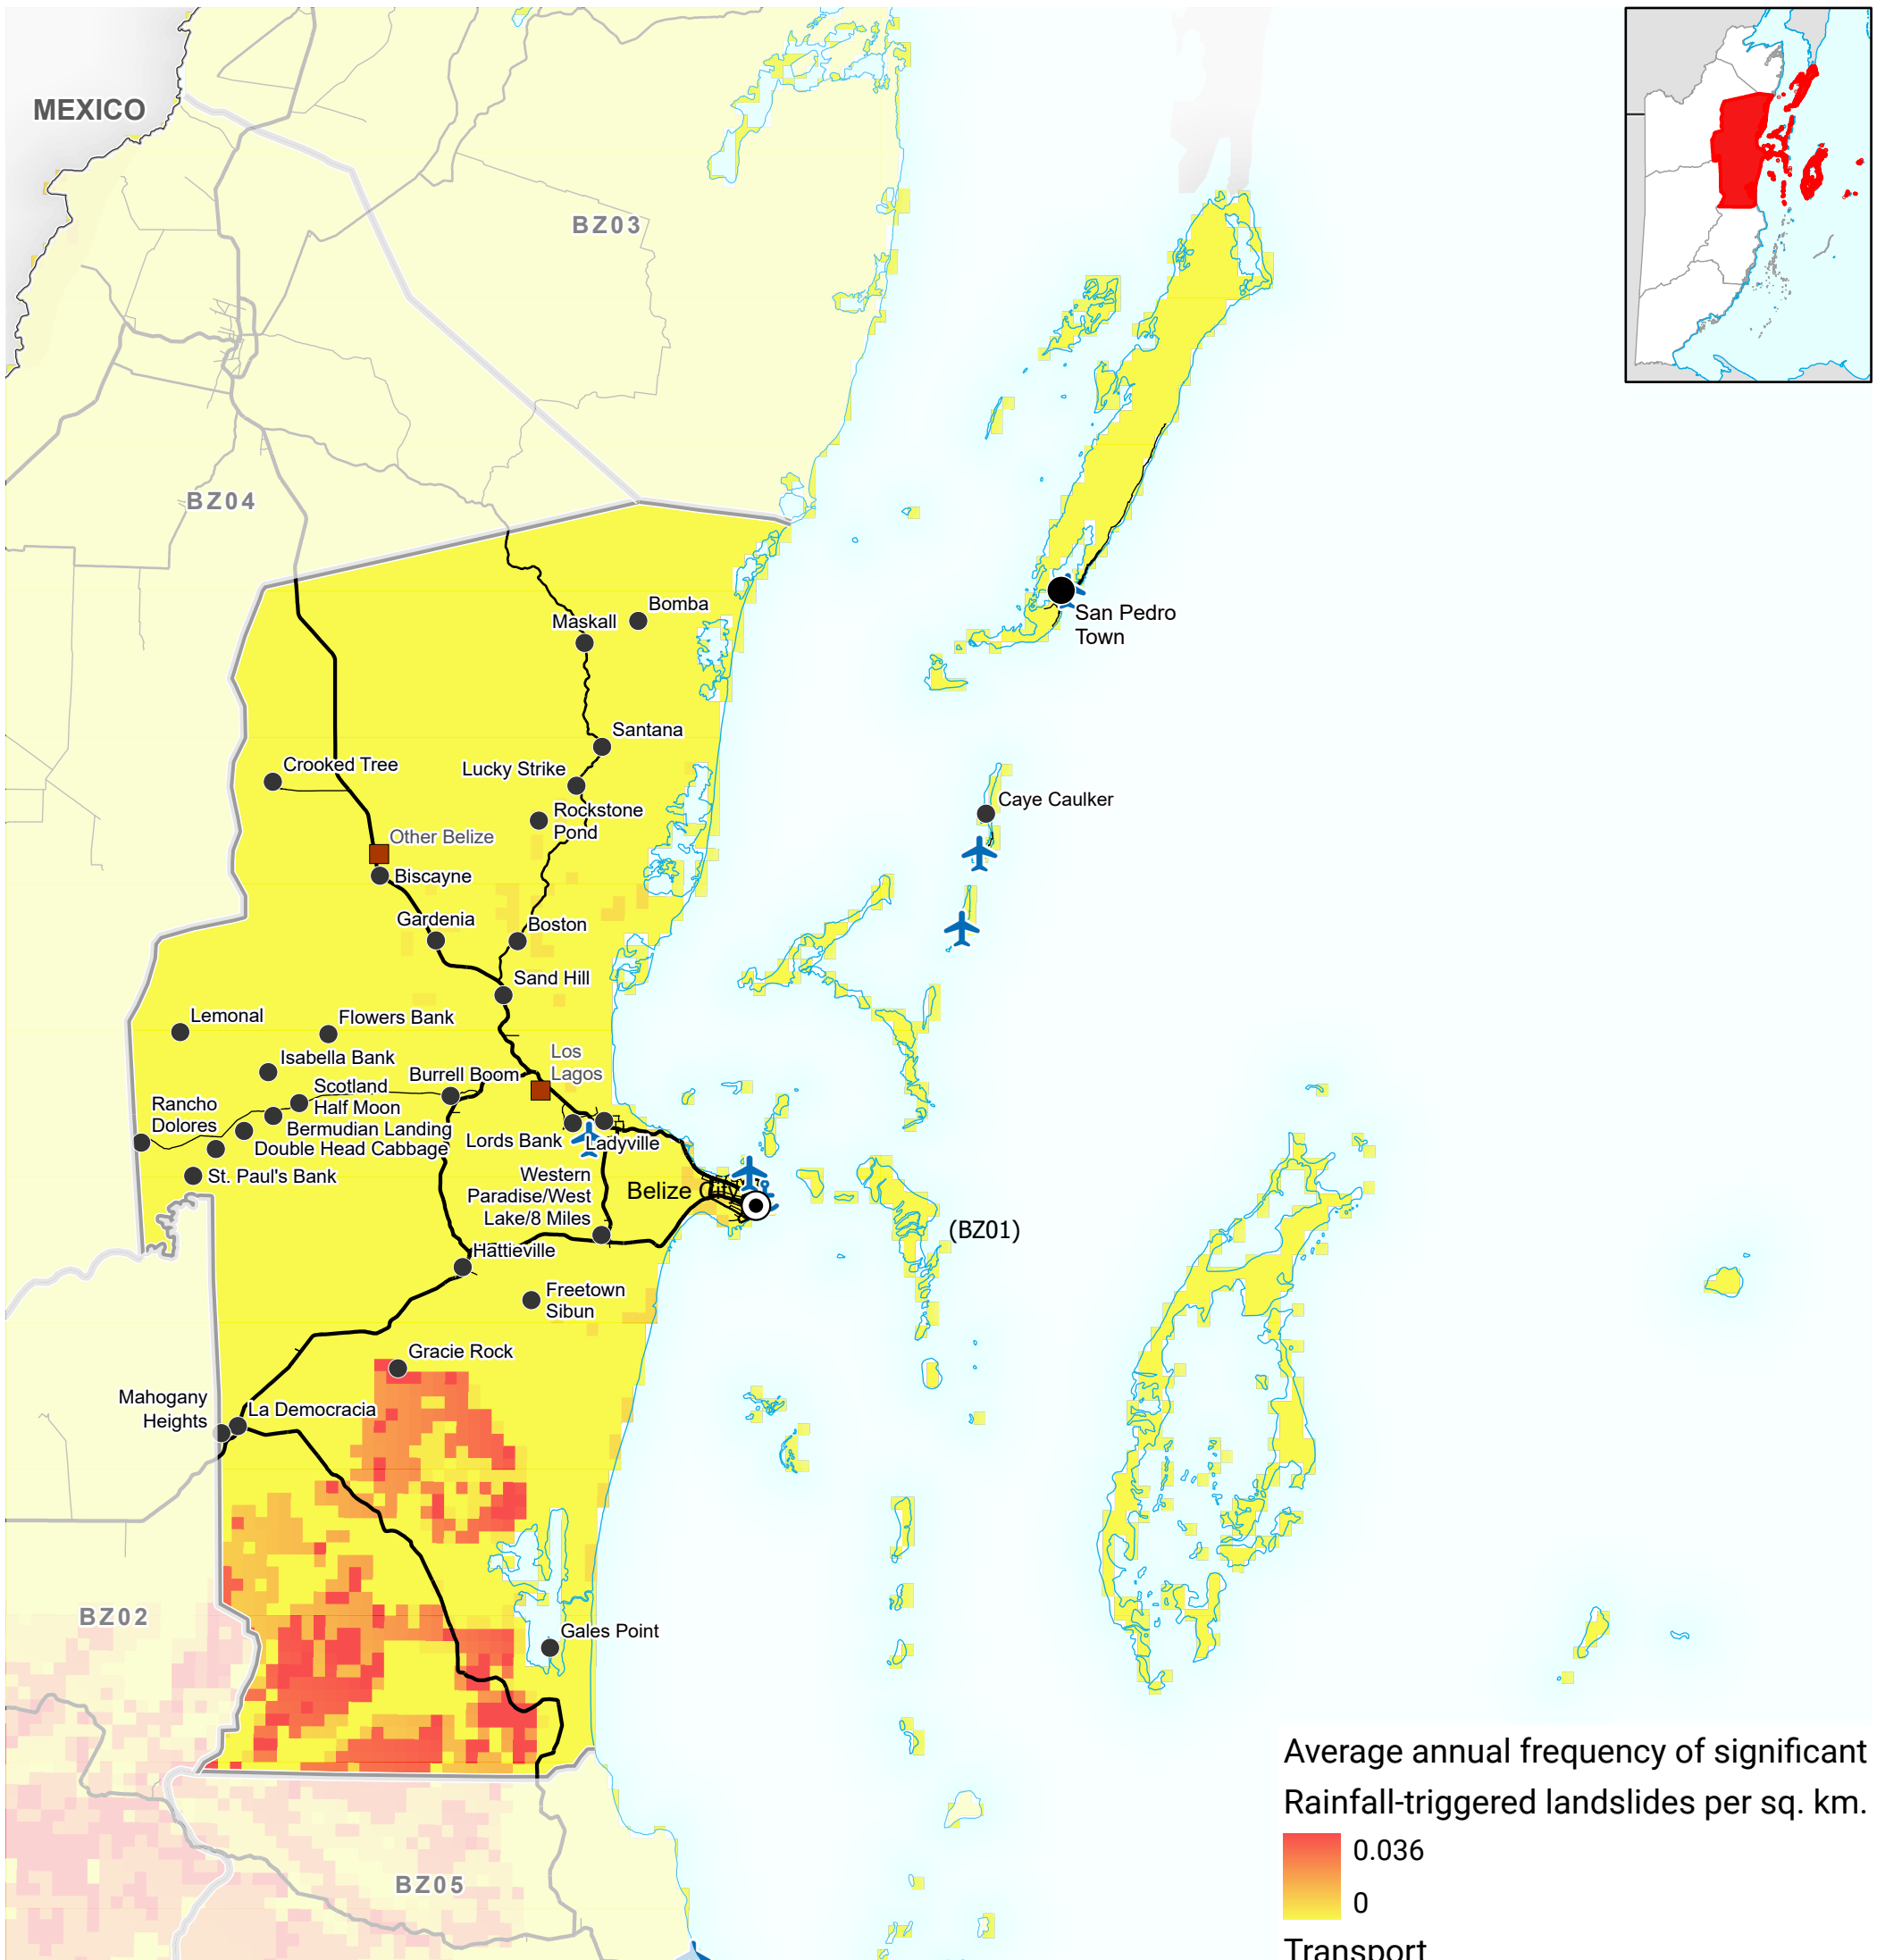 MEXICO
BZ03
BZ04
Bomba
Maskall
San Pedro
Town
Santana
Crooked Tree
Lucky Strike
Caye Caulker
Rockstone
Pond
Other Belize
Biscayne
Gardenia
Boston
Sand Hill
Lemonal
Flowers Bank
Los
Lagos
Isabella Bank
Burrell Boom
Scotland
Half Moon
Rancho
Dolores
Bermudian Landing
Lords Bank
Ladyville
Double Head Cabbage
St. Paul's Bank
Western
Paradise/West
Lake/8 Miles
Belize City
(BZ01)
Hattieville
Freetown
Sibun
Gracie Rock
Mahogany
Heights
La Democracia
BZ02
Gales Point
BZ05
Average annual frequency of significant
Rainfall-triggered landslides per sq. km.
0.036
0
Transport